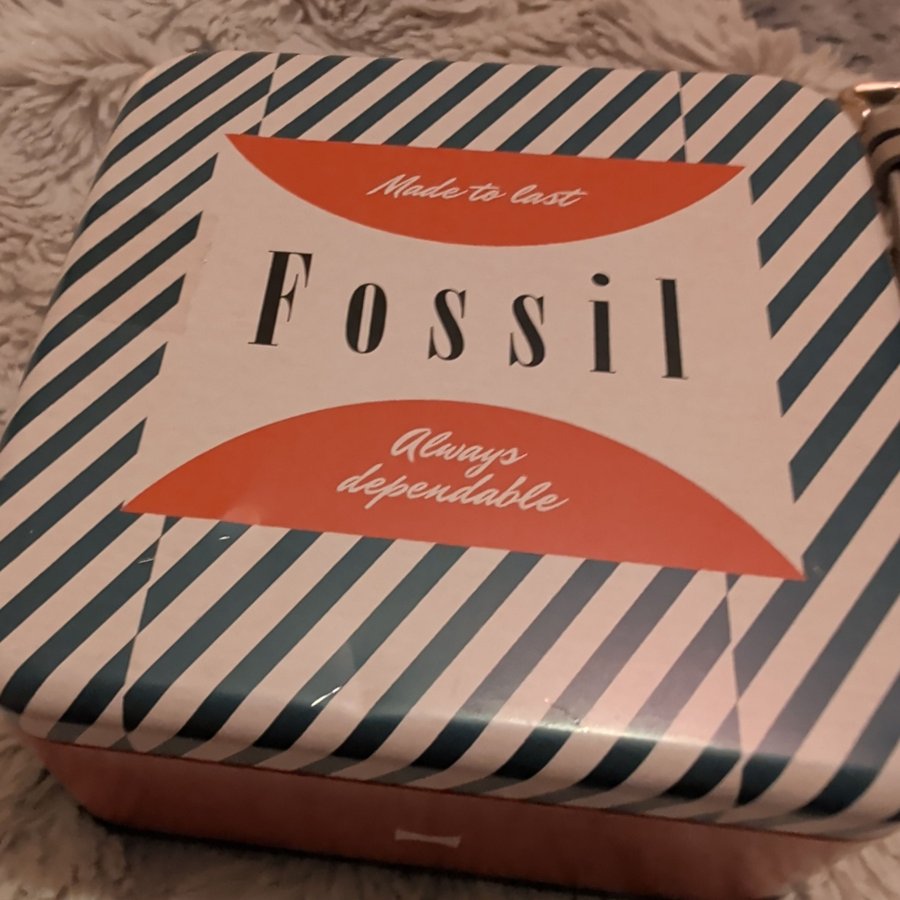 Made to last
Fossil
Always
dependable